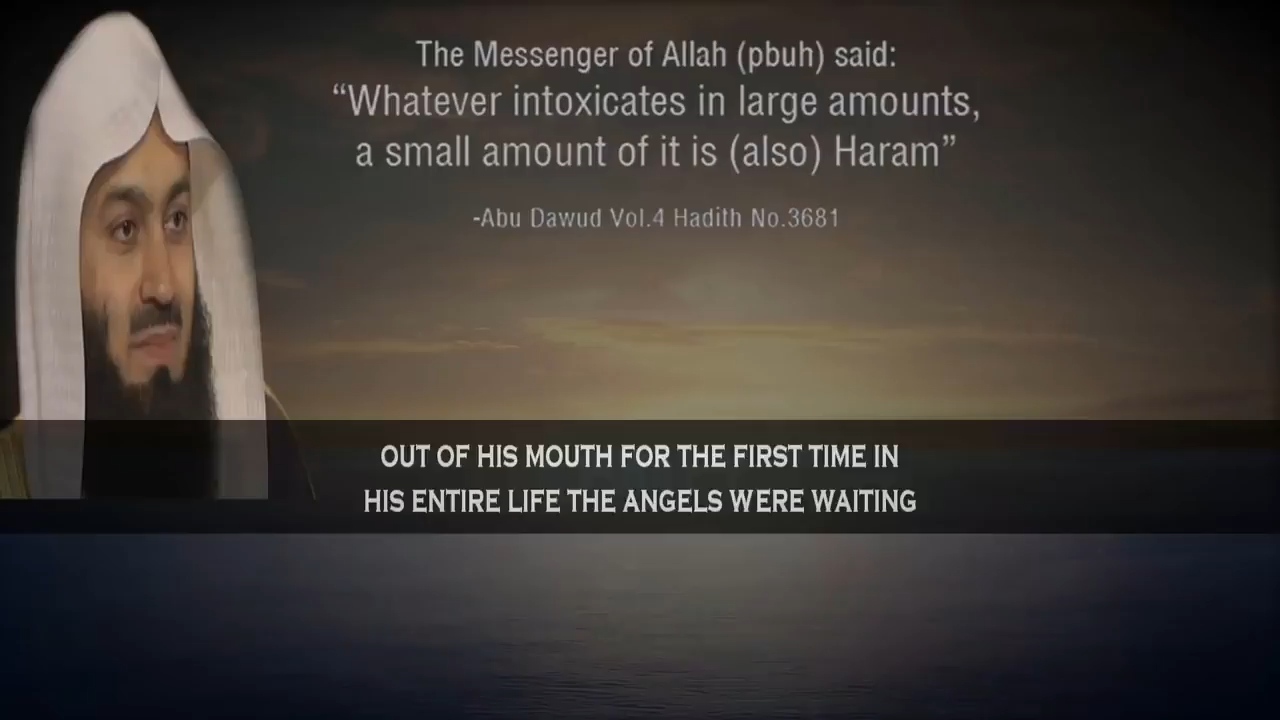 The Messenger of Allah (pbuh) said:
“Whatever intoxicates in large amounts,
a small amount of it is (also) Haram”
-Abu Dawud Vol.4 Hadith No.3681
OUT OF HIS MOUTH FOR THE FIRST TIME IN
HIS ENTIRE LIFE THE ANGELS WERE WAITING